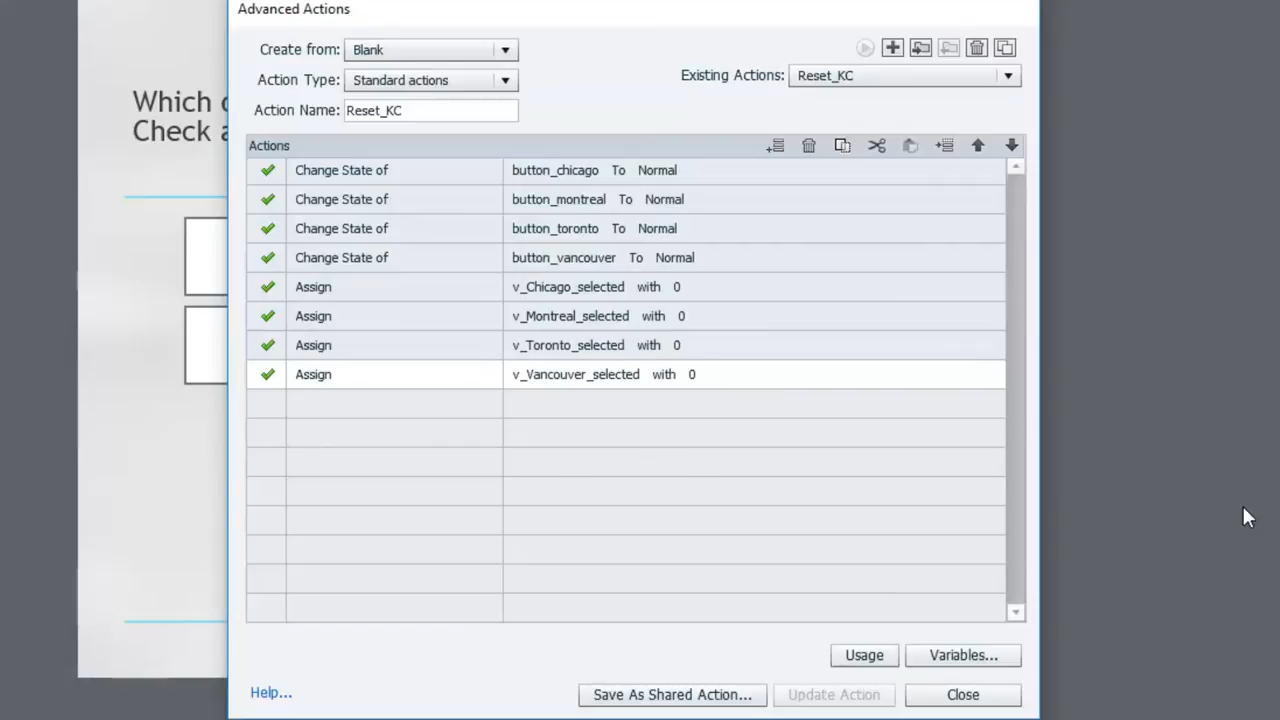 Advanced Actions
Create from: Blank
Action Type: Standard actions
Existing Actions: Reset_KC
Action Name: Reset_KC
Which
Check
Actions
Change State of button_chicago To Normal
Change State of button_montreal To Normal
Change State of button_toronto To Normal
Change State of button_vancouver To Normal
Assign v_Chicago_selected with 0
Assign v_Montreal_selected with 0
Assign v_Toronto_selected with 0
Assign v_Vancouver_selected with 0
Usage Variables...
Help... Save As Shared Action... Update Action Close